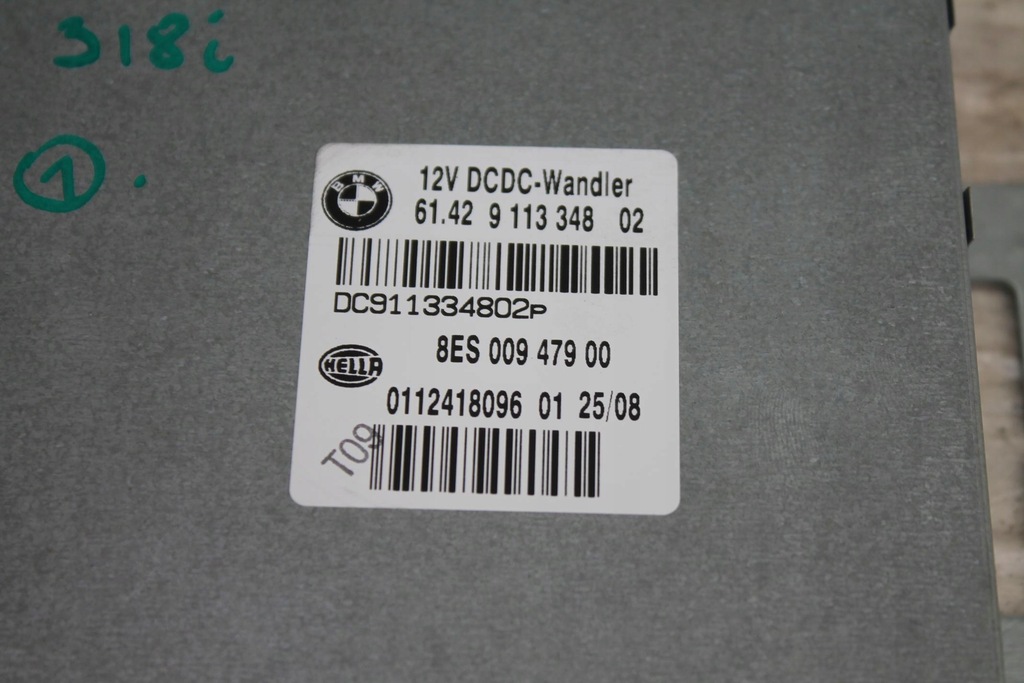 318i
1.
BMW
12V DCDC-Wandler
61.42 9 113 348 02
DC911334802P
HELLA
8ES 009 479 00
0112418096 01 25/08
T09